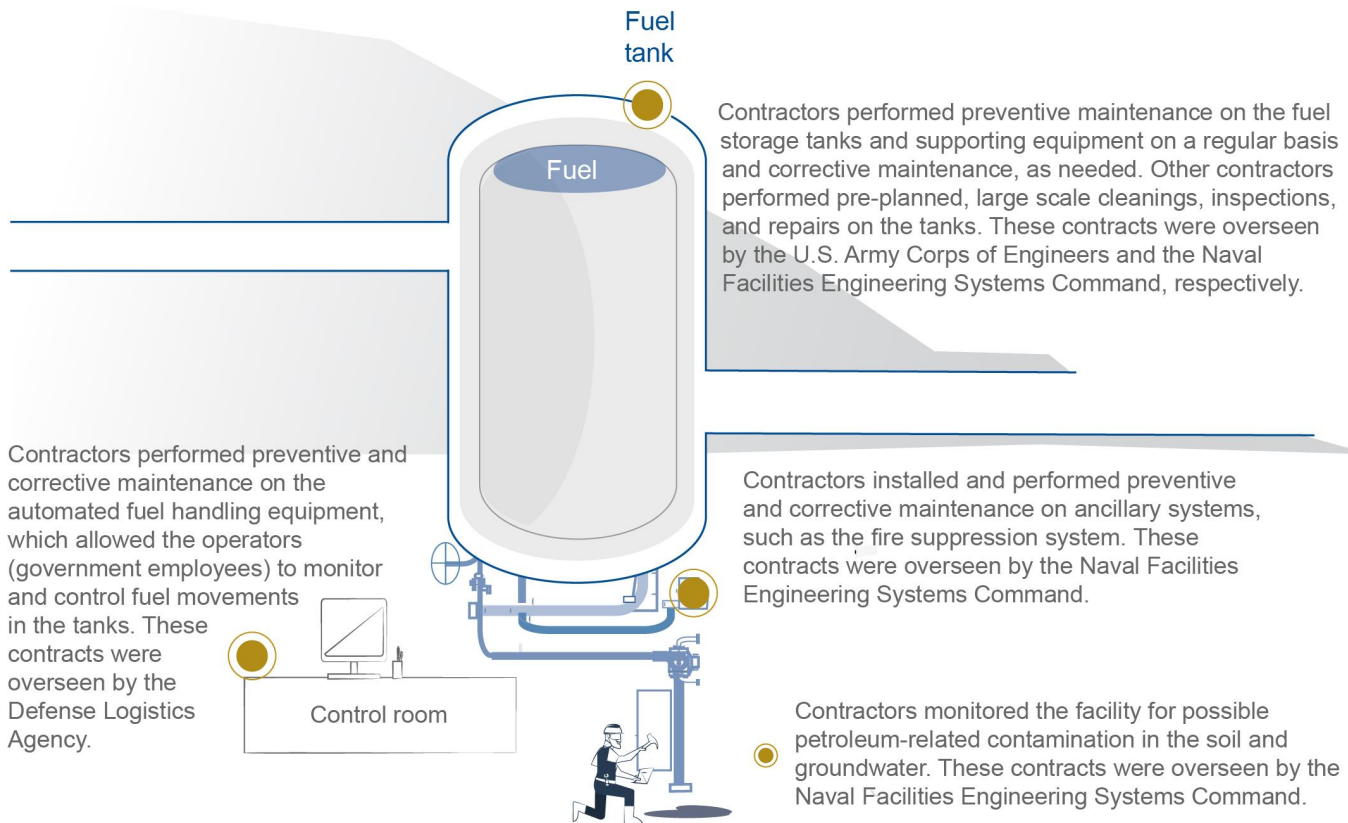 Fuel
tank
Contractors performed preventive maintenance on the fuel
storage tanks and supporting equipment on a regular basis
and corrective maintenance, as needed. Other contractors
performed pre-planned, large scale cleanings, inspections,
and repairs on the tanks. These contracts were overseen
by the U.S. Army Corps of Engineers and the Naval
Facilities Engineering Systems Command, respectively.
Fuel
Contractors performed preventive and
corrective maintenance on the
automated fuel handling equipment,
which allowed the operators
(government employees) to monitor
and control fuel movements
in the tanks. These
contracts were
overseen by the
Defense Logistics
Agency.
Control room
Contractors installed and performed preventive
and corrective maintenance on ancillary systems,
such as the fire suppression system. These
contracts were overseen by the Naval Facilities
Engineering Systems Command.
Contractors monitored the facility for possible
petroleum-related contamination in the soil and
groundwater. These contracts were overseen by the
Naval Facilities Engineering Systems Command.